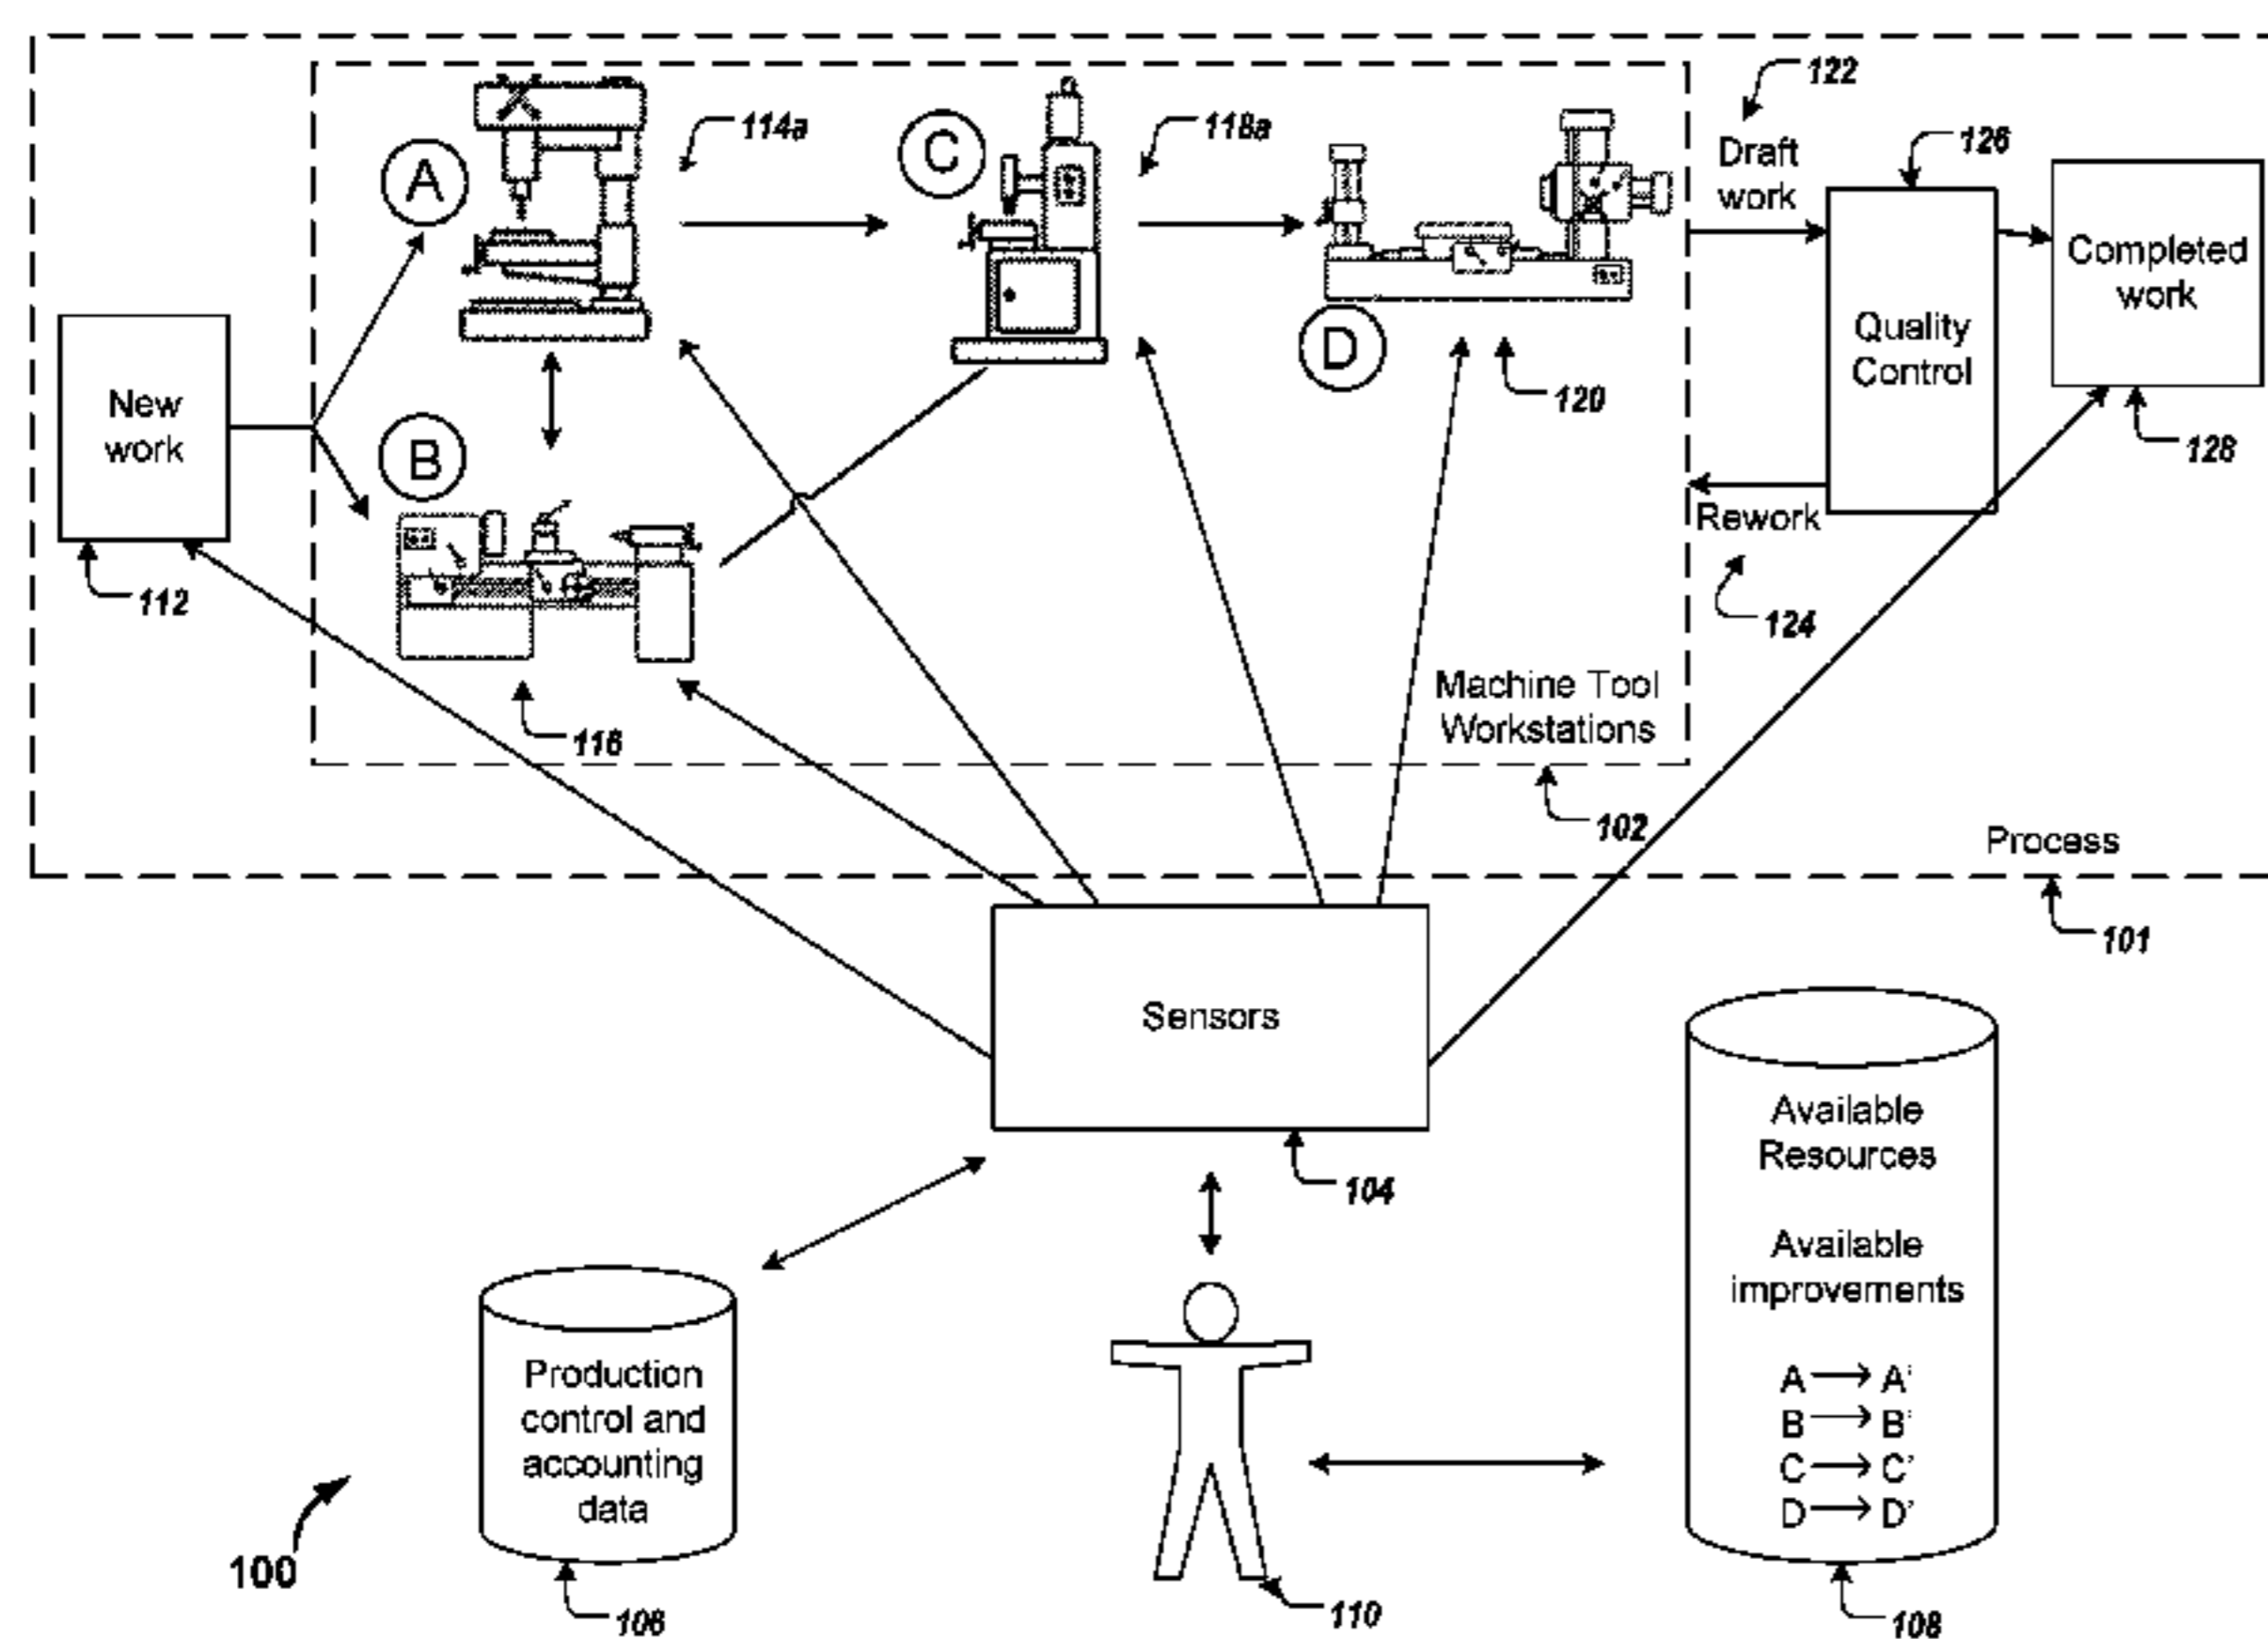 122
114a
118a
A
C
Draft
work
126
Completed
work
D
Quality
Control
New
work
120
B
128
Rework
112
124
Machine Tool
Workstations
116
102
Process
101
Sensors
Available
Resources
104
Available
improvements
Production
control and
accounting
data
A → A'
B → B'
C → C'
D → D'
100
106
110
108